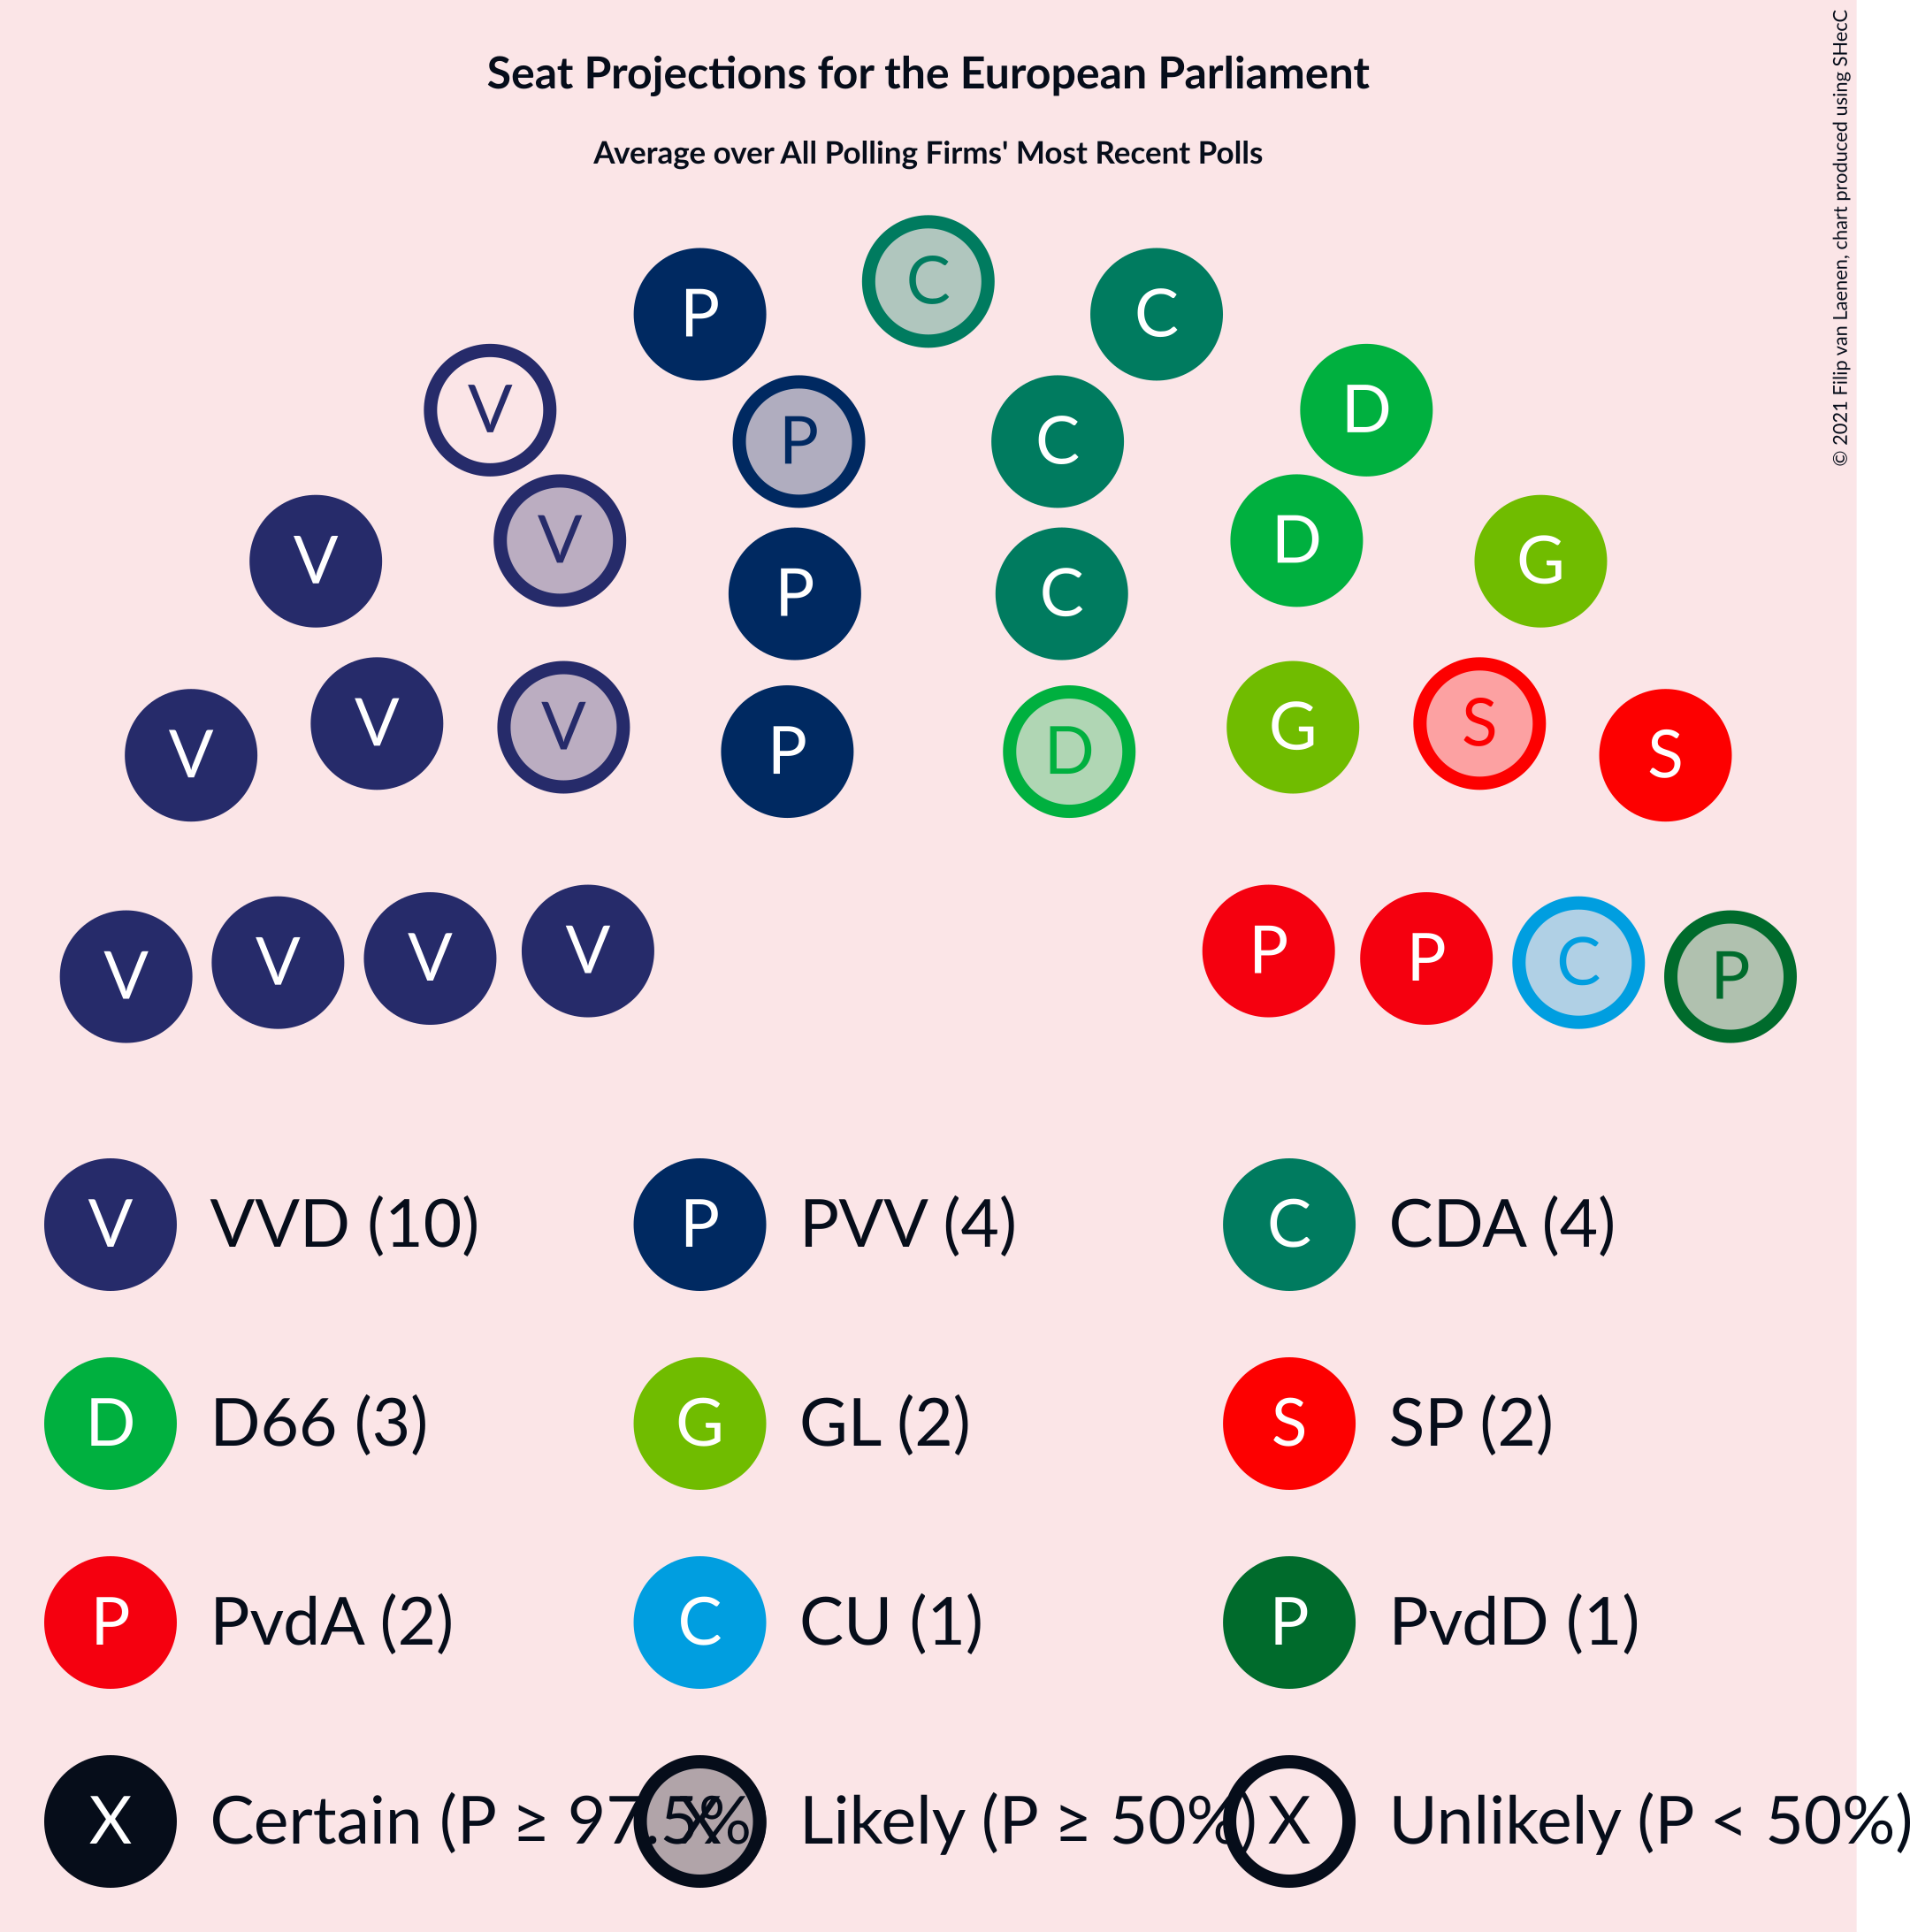 Seat Projections for the European Parliament
Average over All Polling Firms' Most Recent Polls
© 2021 Filip van Laenen, chart produced using SHecC
C
P C
V D
P C
V D
V G
P C
V V G S
V P D S
P
V V V V P P C P
V VVD (10) P PVV (4) C CDA (4)
D D66 (3) G GL (2) S SP (2)
P PvdA (2) C CU (1) P PvdD (1)
X Certain (P ≥ 97.5% X Likely (P ≥ 50%) X Unlikely (P < 50%)